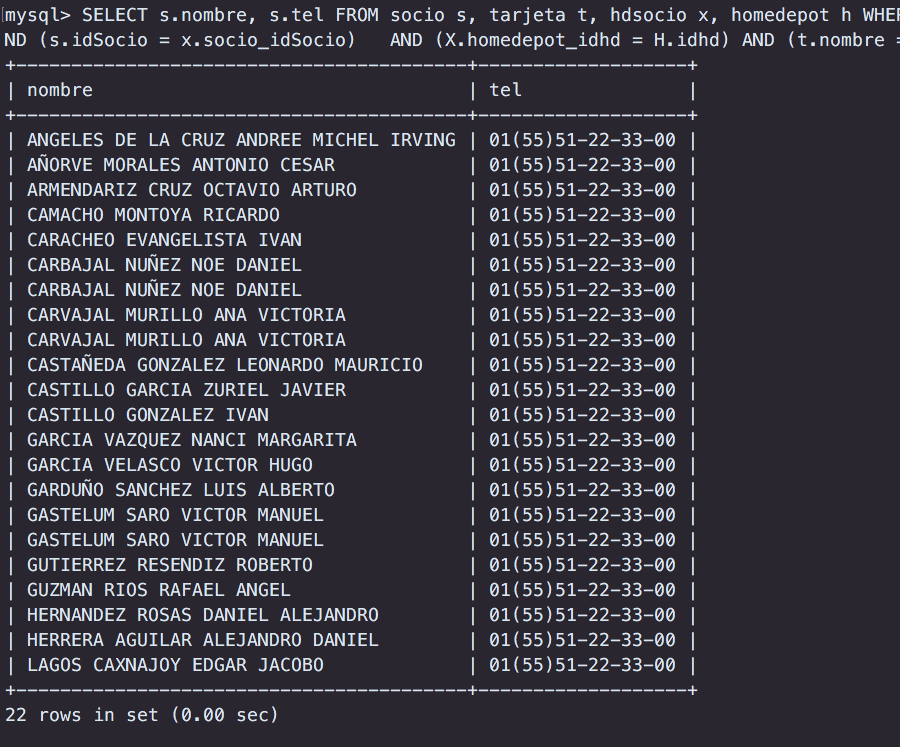 mysql> SELECT s.nombre, s.tel FROM socio s, tarjeta t, hdsocio x, homedepot h
ND (s.idSocio = x.socio_idSocio)   AND (X.homedepot_idhd = H.idhd) AND (t.nombre =
+-----------------------------------------+------------------+
| nombre                                  | tel              |
+-----------------------------------------+------------------+
| ANGELES DE LA CRUZ ANDREE MICHEL IRVING | 01(55)51-22-33-00 |
| AÑORVE MORALES ANTONIO CESAR            | 01(55)51-22-33-00 |
| ARMENDARIZ CRUZ OCTAVIO ARTURO          | 01(55)51-22-33-00 |
| CAMACHO MONTOYA RICARDO                 | 01(55)51-22-33-00 |
| CARACHEO EVANGELISTA IVAN               | 01(55)51-22-33-00 |
| CARBAJAL NUÑEZ NOE DANIEL               | 01(55)51-22-33-00 |
| CARBAJAL NUÑEZ NOE DANIEL               | 01(55)51-22-33-00 |
| CARVAJAL MURILLO ANA VICTORIA           | 01(55)51-22-33-00 |
| CARVAJAL MURILLO ANA VICTORIA           | 01(55)51-22-33-00 |
| CASTAÑEDA GONZALEZ LEONARDO MAURICIO    | 01(55)51-22-33-00 |
| CASTILLO GARCIA ZURIEL JAVIER           | 01(55)51-22-33-00 |
| CASTILLO GONZALEZ IVAN                  | 01(55)51-22-33-00 |
| GARCIA VAZQUEZ NANCI MARGARITA          | 01(55)51-22-33-00 |
| GARCIA VELASCO VICTOR HUGO              | 01(55)51-22-33-00 |
| GARDUÑO SANCHEZ LUIS ALBERTO            | 01(55)51-22-33-00 |
| GASTELUM SARO VICTOR MANUEL             | 01(55)51-22-33-00 |
| GASTELUM SARO VICTOR MANUEL             | 01(55)51-22-33-00 |
| GUTIERREZ RESENDIZ ROBERTO              | 01(55)51-22-33-00 |
| GUZMAN RIOS RAFAEL ANGEL                | 01(55)51-22-33-00 |
| HERNANDEZ ROSAS DANIEL ALEJANDRO        | 01(55)51-22-33-00 |
| HERRERA AGUILAR ALEJANDRO DANIEL        | 01(55)51-22-33-00 |
| LAGOS CAXNAJOY EDGAR JACOBO             | 01(55)51-22-33-00 |
+-----------------------------------------+------------------+
22 rows in set (0.00 sec)